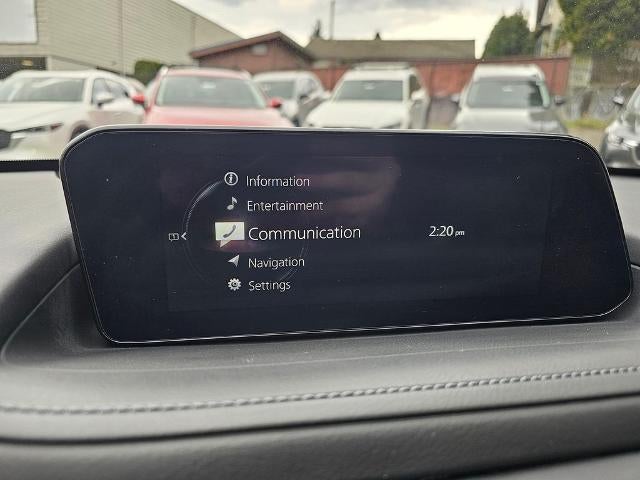 Information
Entertainment
Communication
2:20 pm
Navigation
Settings